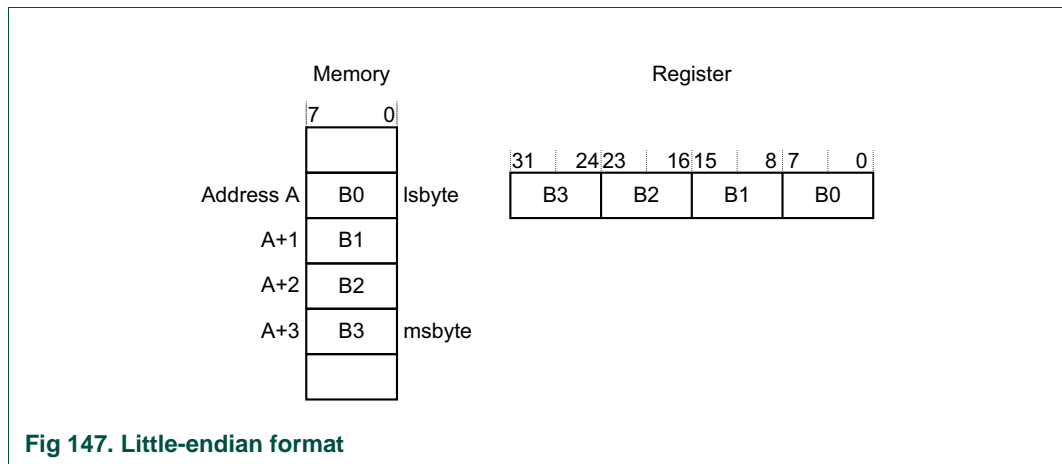 Memory
Register
7 0
31 24 23 16 15 8 7 0
Address A B0 lsbyte
B3 B2 B1 B0
A+1 B1
A+2 B2
A+3 B3 msbyte
Fig 147. Little-endian format